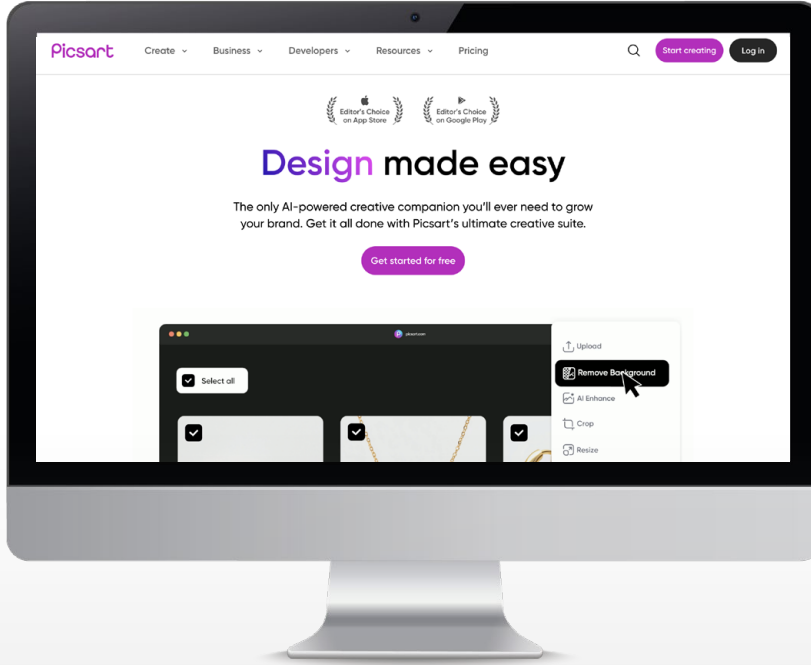 Picsart
Create
Business
Developers
Resources
Pricing
Start creating
Log in
Editor's Choice
on App Store
Editor's Choice
on Google Play
Design made easy
The only AI-powered creative companion you'll ever need to grow
your brand. Get it all done with Picsart's ultimate creative suite.
Get started for free
picsart.com
Select all
Upload
Remove Background
AI Enhance
Crop
Resize